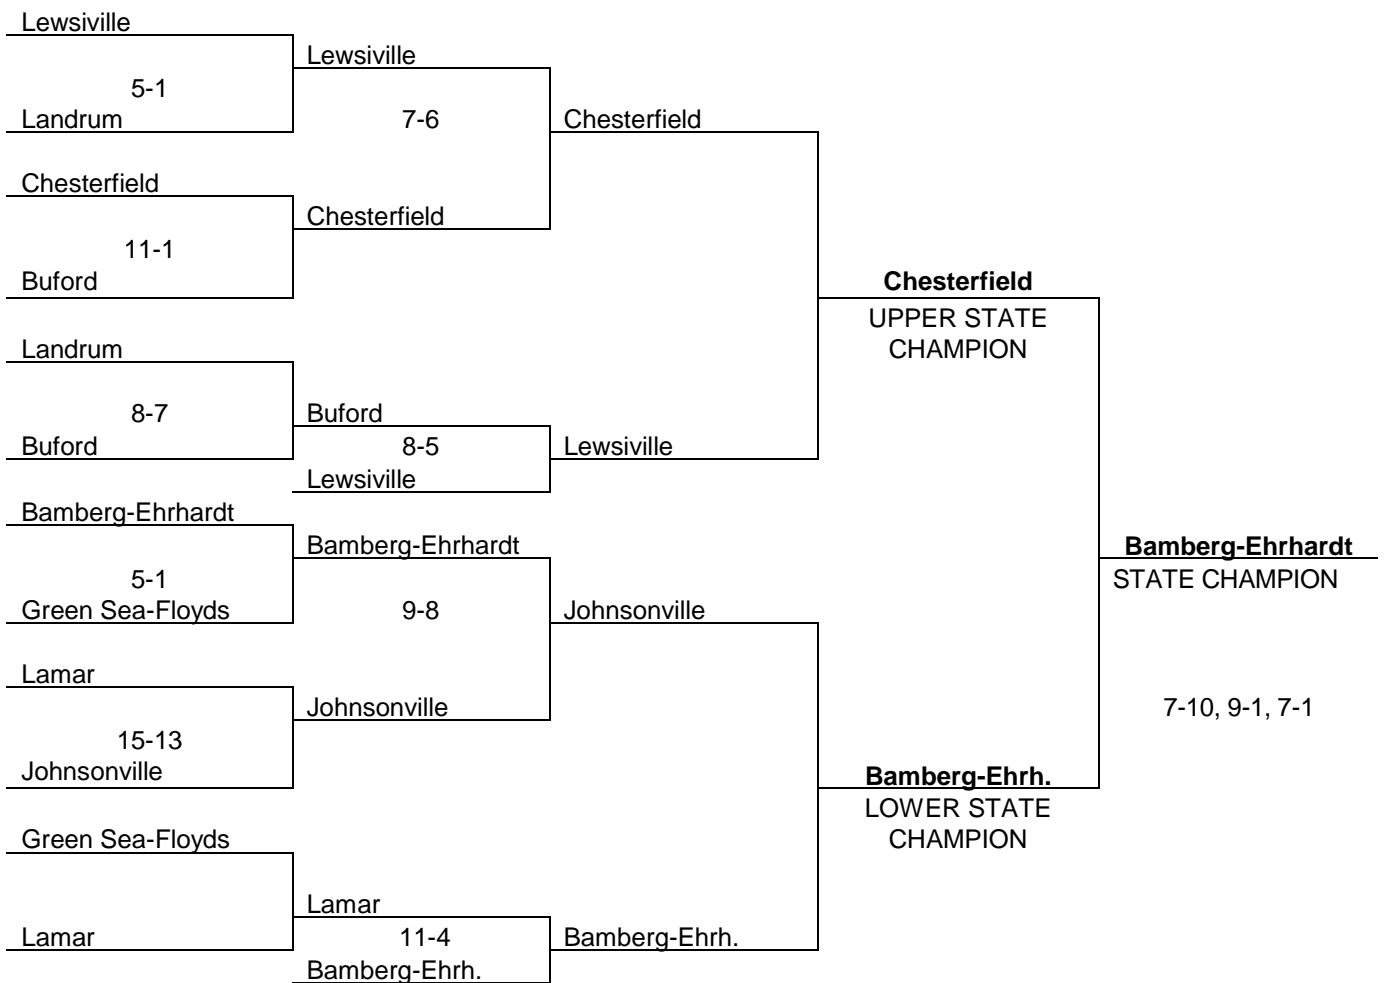 Lewsiville
Lewsiville
5-1
Landrum
7-6
Chesterfield
Chesterfield
Chesterfield
11-1
Buford
Chesterfield
UPPER STATE
CHAMPION
Landrum
8-7
Buford
Buford
8-5
Lewsiville
Lewsiville
Bamberg-Ehrhardt
Bamberg-Ehrhardt
Bamberg-Ehrhardt
STATE CHAMPION
5-1
Green Sea-Floyds
9-8
Johnsonville
Lamar
Johnsonville
7-10, 9-1, 7-1
15-13
Johnsonville
Bamberg-Ehrh.
LOWER STATE
CHAMPION
Green Sea-Floyds
Lamar
Lamar
11-4
Bamberg-Ehrh.
Bamberg-Ehrh.